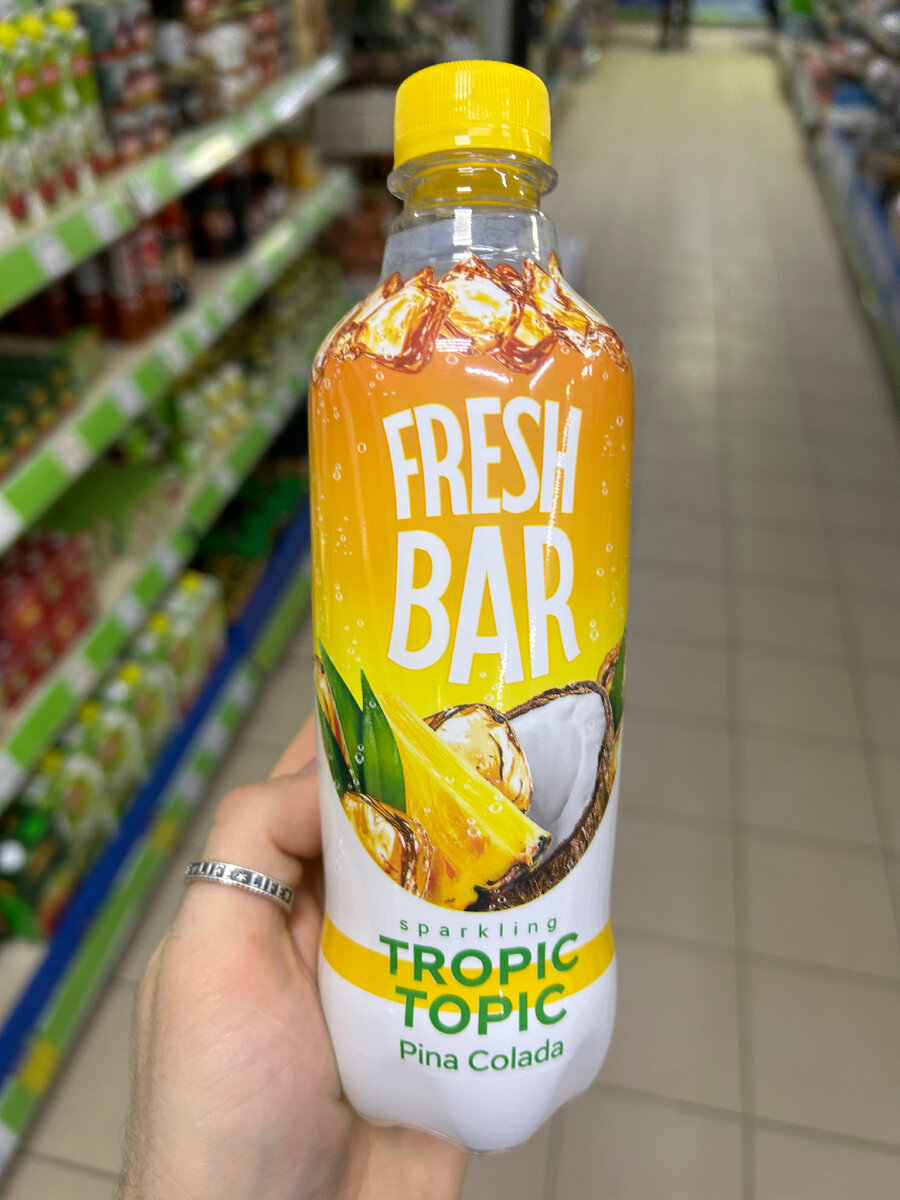 FRESH
BAR
sparkling
TROPIC
TOPIC
Pina Colada